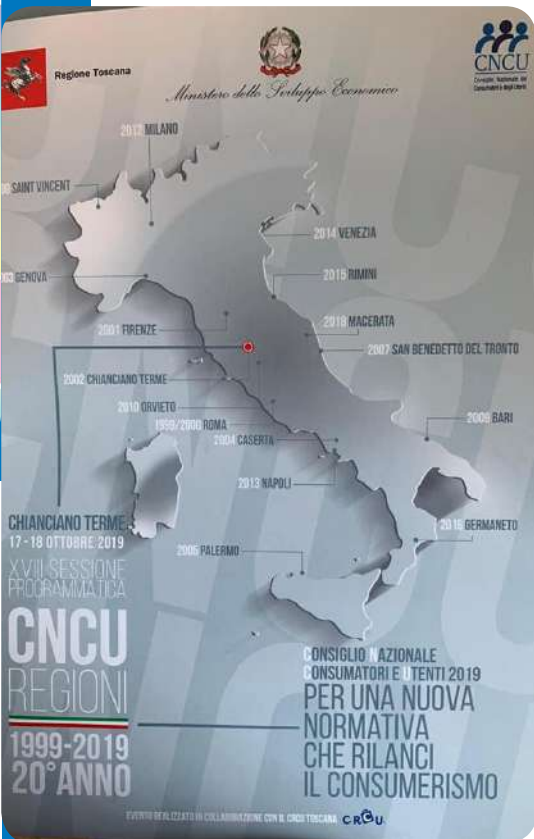 Regione Toscana
Ministero dello Sviluppo Economico
CNCU
Consiglio Nazionale dei
Consumatori e degli Utenti
MILANO
SAINT VINCENT
2014 VENEZIA
GENOVA
2015 RIMINI
2001 FIRENZE
MACERATA
2007 SAN BENEDETTO DEL TRONTO
2002 CHIANCIANO TERME
2010 ORVIETO
1999/2000 ROMA
2009 BARI
2004 CASERTA
2013 NAPOLI
2016 GERMANETO
2005 PALERMO
CHIANCIANO TERME
17-18 OTTOBRE 2019
XVIII SESSIONE
PROGRAMMATICA
CNCU
REGIONI
1999-2019
20°ANNO
CONSIGLIO NAZIONALE
CONSUMATORI E UTENTI 2019
PER UNA NUOVA
NORMATIVA
CHE RILANCI
IL CONSUMERISMO
EVENTO REALIZZATO IN COLLABORAZIONE CON IL CRCU TOSCANA CRCU